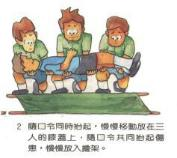 2 隨口令同時抬起，慢慢移動放在三
人的膝蓋上，隨口令共同抬起傷
患，慢慢放入擔架。